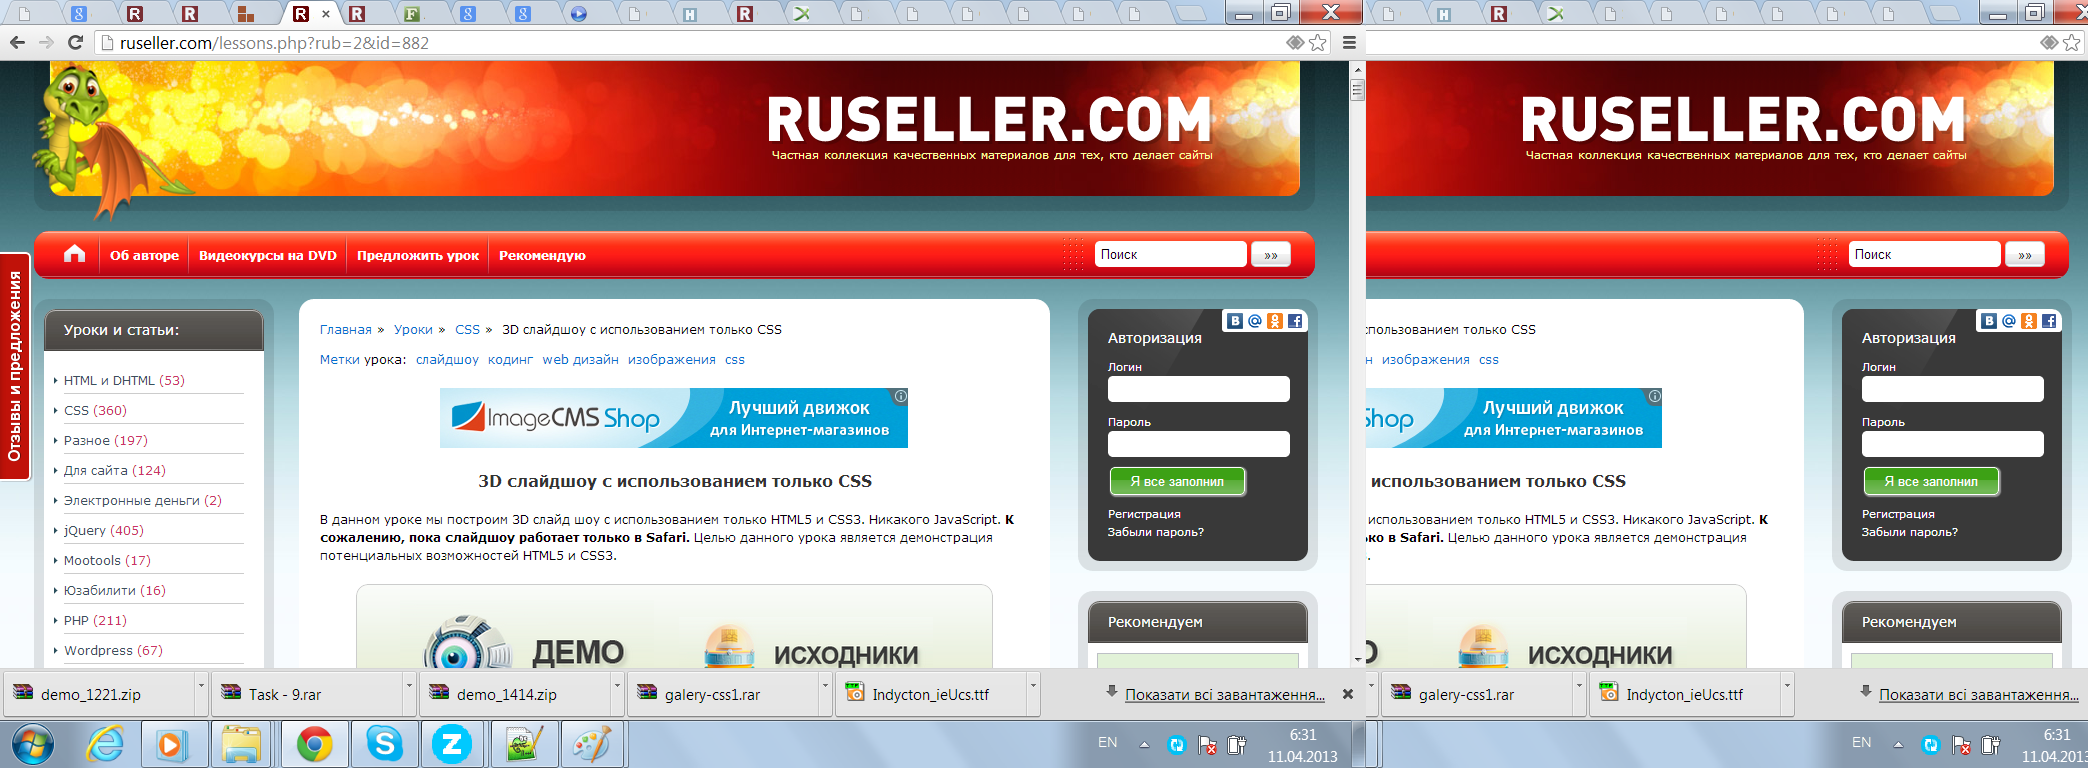 ruseller.com/lessons.php?rub=2&id=882
RUSELLER.COM
Частная коллекция качественных материалов для тех, кто делает сайты
Об авторе
Видеокурсы на DVD
Предложить урок
Рекомендую
Поиск
»»
Отзывы и предложения
Уроки и статьи:
HTML и DHTML (53)
CSS (360)
Разное (197)
Для сайта (124)
Электронные деньги (2)
jQuery (405)
Mootools (17)
Юзабилити (16)
PHP (211)
Wordpress (67)
Главная » Уроки » CSS » 3D слайдшоу с использованием только CSS
Метки урока: слайдшоу кодинг web дизайн изображения css
ImageCMS Shop
Лучший движок
для Интернет-магазинов
3D слайдшоу с использованием только CSS
В данном уроке мы построим 3D слайд шоу с использованием только HTML5 и CSS3. Никакого JavaScript. К
сожалению, пока слайдшоу работает только в Safari. Целью данного урока является демонстрация
потенциальных возможностей HTML5 и CSS3.
ДЕМО
ИСХОДНИКИ
Авторизация
Логин
Пароль
Я все заполнил
Регистрация
Забыли пароль?
Рекомендуем
demo_1221.zip
Task - 9.rar
demo_1414.zip
galery-css1.rar
Indycton_ieUcs.ttf
Показати всі завантаження...
EN
6:31
11.04.2013
RUSELLER.COM
Частная коллекция качественных материалов для тех, кто делает сайты
Поиск
»»
пользованием только CSS
н изображения css
Shop
Лучший движок
для Интернет-магазинов
использованием только CSS
использованием только HTML5 и CSS3. Никакого JavaScript. К
ко в Safari. Целью данного урока является демонстрация
ИСХОДНИКИ
Авторизация
Логин
Пароль
Я все заполнил
Регистрация
Забыли пароль?
Рекомендуем
galery-css1.rar
Indycton_ieUcs.ttf
Показати всі завантаження...
EN
6:31
11.04.2013